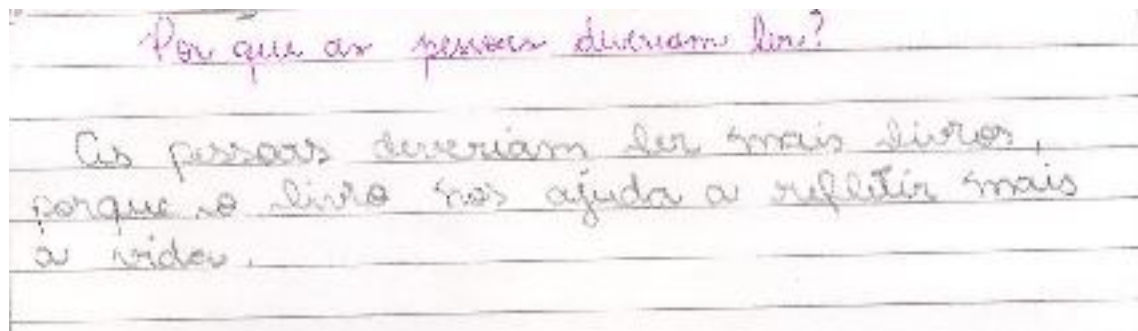 Por que as pessoas deveriam ler?
As pessoas deveriam ler mais livros,
porque o livro nos ajuda a refletir mais
a vida.